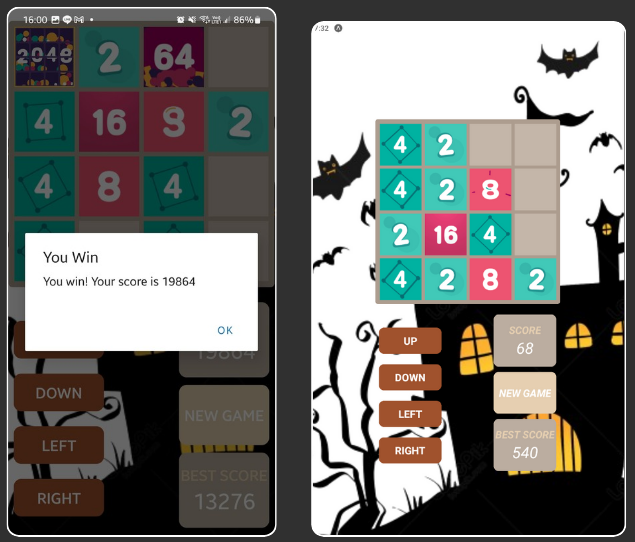 16:00 86%
2048 2 64
4 16 8 2
4 8 4
You Win
You win! Your score is 19864
OK
19864
DOWN
NEW GAME
LEFT
BEST SCORE
13276
RIGHT
7:32
4 2
4 2 8
2 16 4
4 2 8 2
UP
SCORE
68
DOWN
NEW GAME
LEFT
BEST SCORE
540
RIGHT